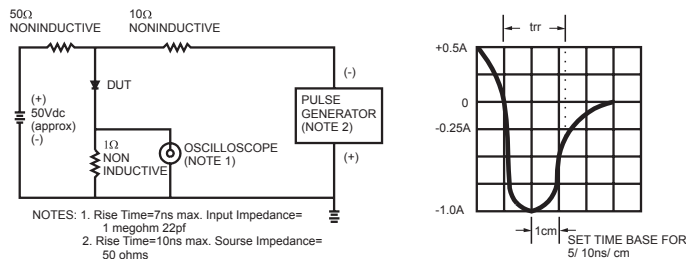 50Ω
NONINDUCTIVE
10Ω
NONINDUCTIVE
(+)
50Vdc
(approx)
(-)
DUT
1Ω
NON
INDUCTIVE
OSCILLOSCOPE
(NOTE 1)
(-)
PULSE
GENERATOR
(NOTE 2)
(+)
NOTES: 1. Rise Time=7ns max. Input Impedance=
1 megohm 22pf
2. Rise Time=10ns max. Sourse Impedance=
50 ohms
trr
+0.5A
0
-0.25A
-1.0A
1cm
SET TIME BASE FOR
5/ 10ns/ cm